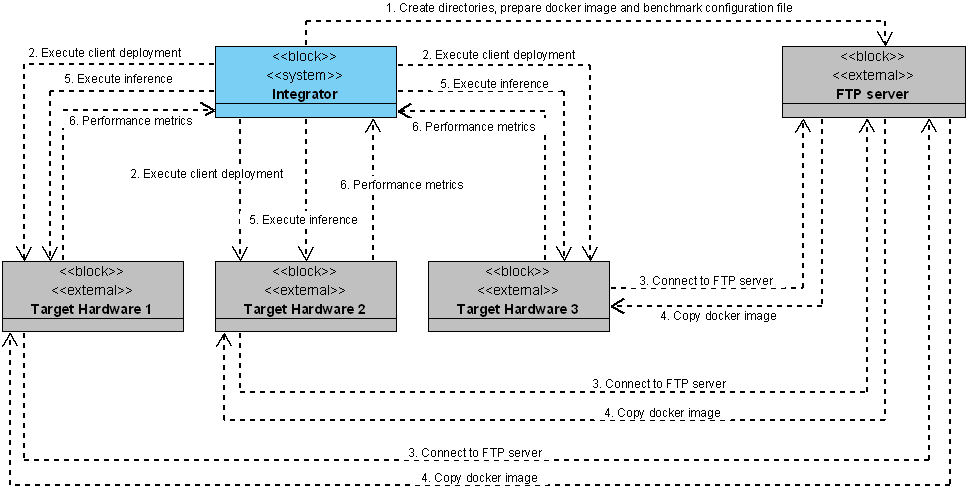 1. Create directories, prepare docker image and benchmark configuration file
2. Execute client deployment
5. Execute inference
6. Performance metrics
<<block>>
<<system>>
Integrator
2. Execute client deployment
5. Execute inference
6. Performance metrics
<<block>>
<<external>>
FTP server
2. Execute client deployment
6. Performance metrics
5. Execute inference
<<block>>
<<external>>
Target Hardware 1
<<block>>
<<external>>
Target Hardware 2
<<block>>
<<external>>
Target Hardware 3
3. Connect to FTP server
4. Copy docker image
3. Connect to FTP server
4. Copy docker image
3. Connect to FTP server
4. Copy docker image